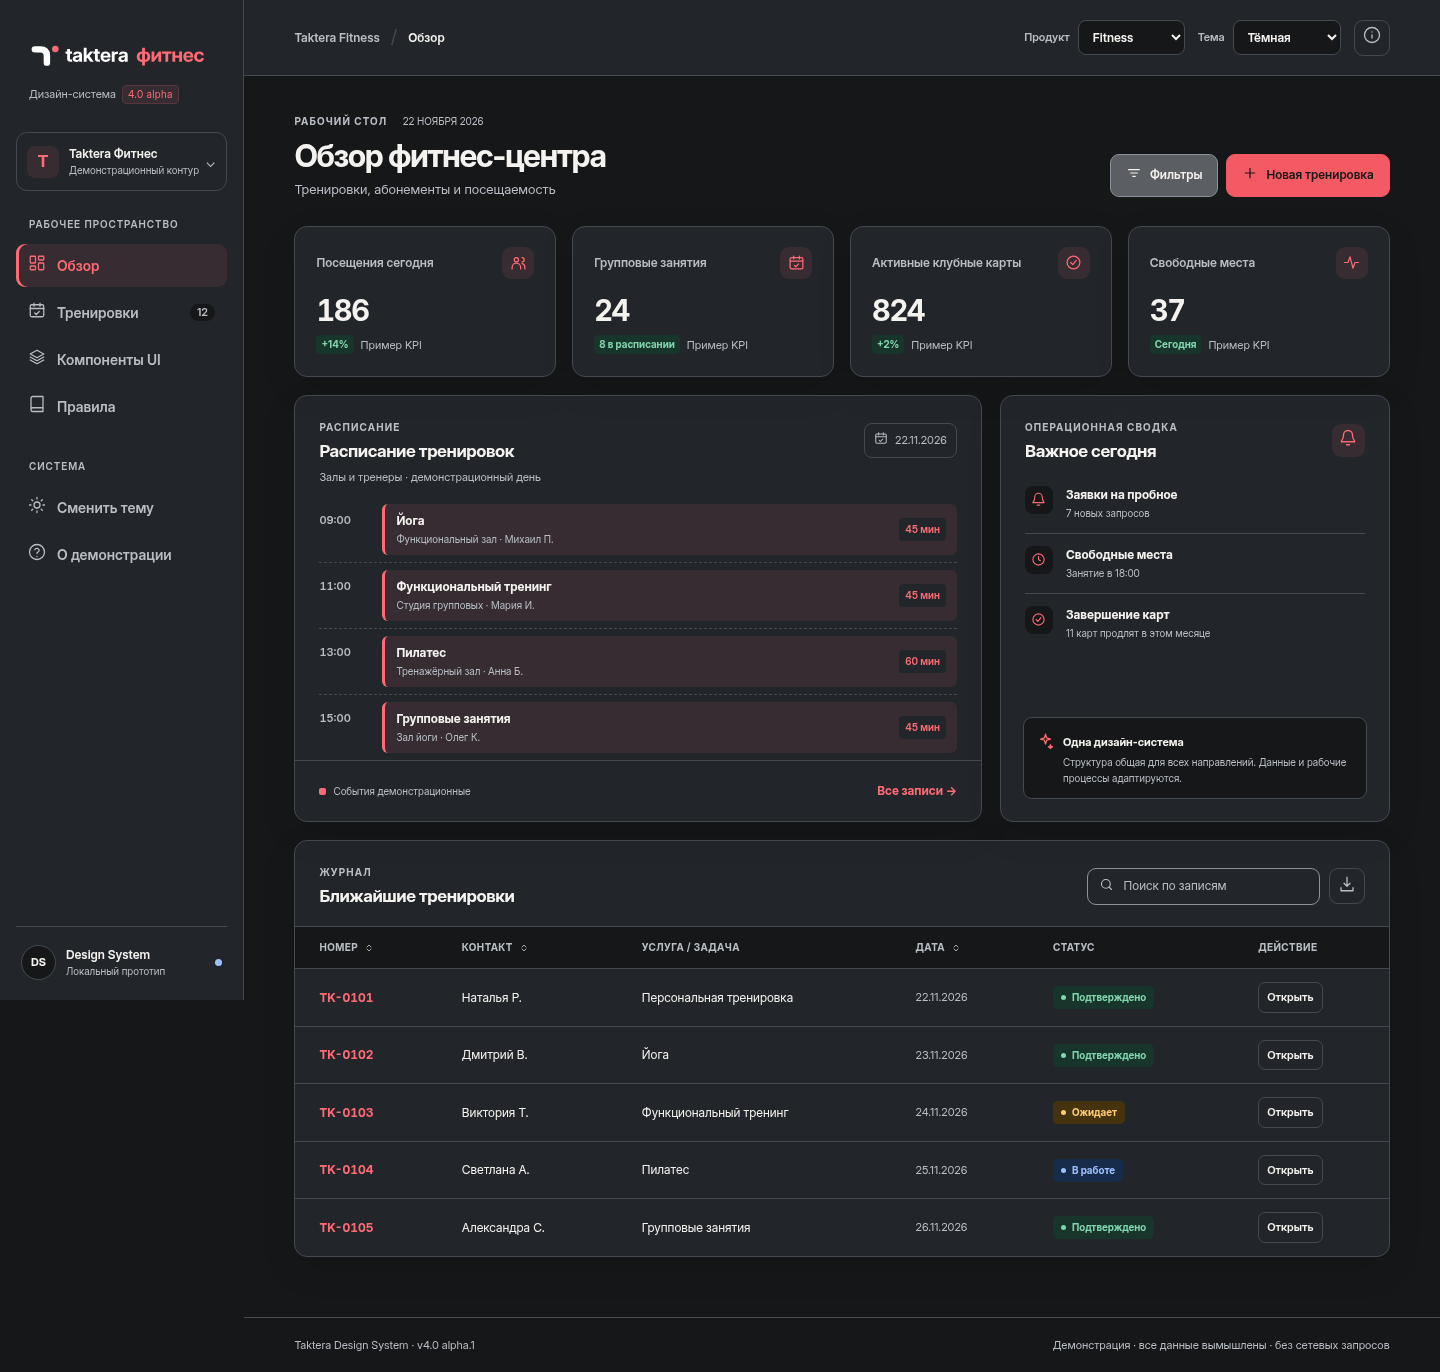 taktera фитнес
Дизайн-система 4.0 alpha
T
Taktera Фитнес
Демонстрационный контур
РАБОЧЕЕ ПРОСТРАНСТВО
Обзор
Тренировки 12
Компоненты UI
Правила
СИСТЕМА
Сменить тему
О демонстрации
DS
Design System
Локальный прототип
Taktera Fitness / Обзор
Продукт Fitness Тема Тёмная
РАБОЧИЙ СТОЛ 22 НОЯБРЯ 2026
Обзор фитнес-центра
Тренировки, абонементы и посещаемость
Фильтры Новая тренировка
Посещения сегодня
186
+14% Пример KPI
Групповые занятия
24
8 в расписании Пример KPI
Активные клубные карты
824
+2% Пример KPI
Свободные места
37
Сегодня Пример KPI
РАСПИСАНИЕ
Расписание тренировок
Залы и тренеры · демонстрационный день
22.11.2026
09:00 Йога 45 мин
Функциональный зал · Михаил П.
11:00 Функциональный тренинг 45 мин
Студия групповых · Мария И.
13:00 Пилатес 60 мин
Тренажёрный зал · Анна Б.
15:00 Групповые занятия 45 мин
Зал йоги · Олег К.
События демонстрационные Все записи →
ОПЕРАЦИОННАЯ СВОДКА
Важное сегодня
Заявки на пробное
7 новых запросов
Свободные места
Занятие в 18:00
Завершение карт
11 карт продлят в этом месяце
Одна дизайн-система
Структура общая для всех направлений. Данные и рабочие
процессы адаптируются.
ЖУРНАЛ
Ближайшие тренировки
Поиск по записям
НОМЕР КОНТАКТ УСЛУГА / ЗАДАЧА ДАТА СТАТУС ДЕЙСТВИЕ
TK-0101 Наталья Р. Персональная тренировка 22.11.2026 Подтверждено Открыть
TK-0102 Дмитрий В. Йога 23.11.2026 Подтверждено Открыть
TK-0103 Виктория Т. Функциональный тренинг 24.11.2026 Ожидает Открыть
TK-0104 Светлана А. Пилатес 25.11.2026 В работе Открыть
TK-0105 Александра С. Групповые занятия 26.11.2026 Подтверждено Открыть
Taktera Design System · v4.0 alpha.1
Демонстрация · все данные вымышлены · без сетевых запросов